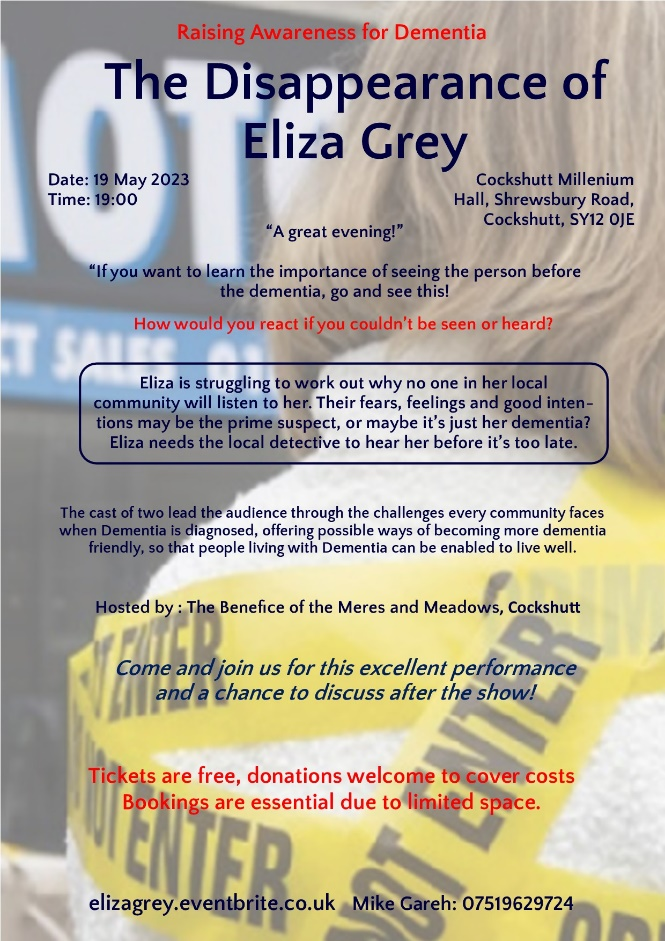 Raising Awareness for Dementia
The Disappearance of
Eliza Grey
Date: 19 May 2023
Time: 19:00
Cockshutt Millenium
Hall, Shrewsbury Road,
Cockshutt, SY12 0JE
“A great evening!”
“If you want to learn the importance of seeing the person before
the dementia, go and see this!
How would you react if you couldn’t be seen or heard?
Eliza is struggling to work out why no one in her local
community will listen to her. Their fears, feelings and good inten-
tions may be the prime suspect, or maybe it’s just her dementia?
Eliza needs the local detective to hear her before it’s too late.
The cast of two lead the audience through the challenges every community faces
when Dementia is diagnosed, offering possible ways of becoming more dementia
friendly, so that people living with Dementia can be enabled to live well.
Hosted by : The Benefice of the Meres and Meadows, Cockshutt
Come and join us for this excellent performance
and a chance to discuss after the show!
Tickets are free, donations welcome to cover costs
Bookings are essential due to limited space.
elizagrey.eventbrite.co.uk Mike Gareh: 07519629724
SALES
ENTER
NOT ENTER
NOT ENTER